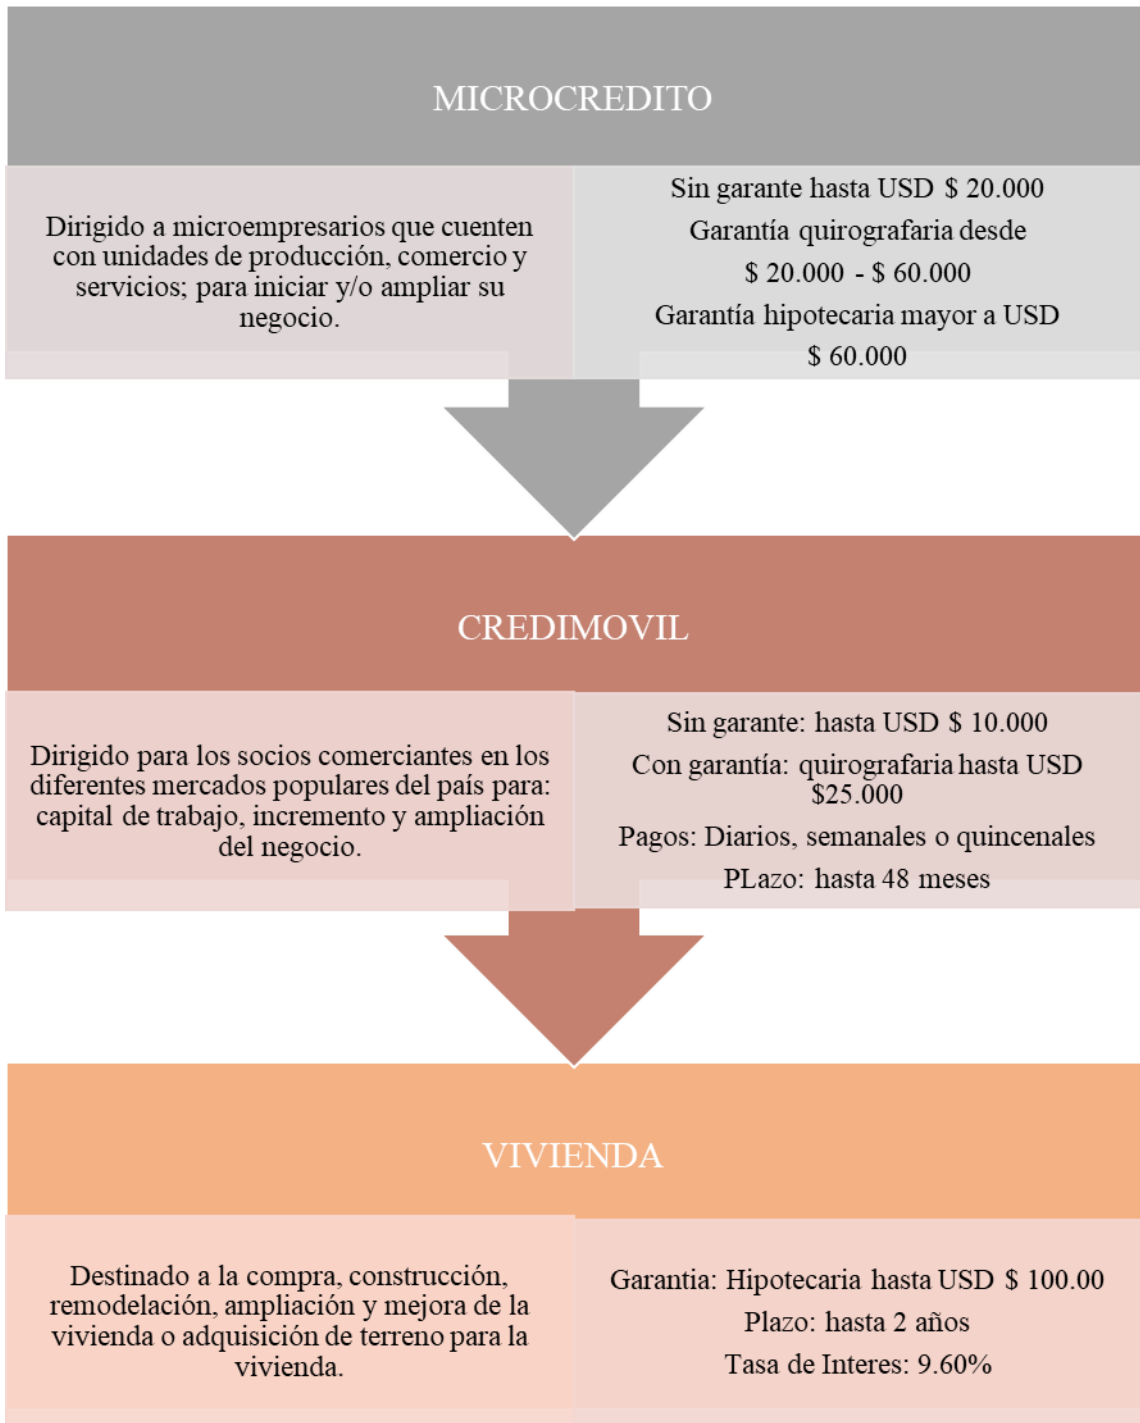 MICROCREDITO
Dirigido a microempresarios que cuenten
con unidades de producción, comercio y
servicios; para iniciar y/o ampliar su
negocio.
Sin garante hasta USD $ 20.000
Garantía quirografaria desde
$ 20.000 - $ 60.000
Garantía hipotecaria mayor a USD
$ 60.000
CREDIMOVIL
Dirigido para los socios comerciantes en los
diferentes mercados populares del país para:
capital de trabajo, incremento y ampliación
del negocio.
Sin garante: hasta USD $ 10.000
Con garantía: quirografaria hasta USD
$25.000
Pagos: Diarios, semanales o quincenales
PLazo: hasta 48 meses
VIVIENDA
Destinado a la compra, construcción,
remodelación, ampliación y mejora de la
vivienda o adquisición de terreno para la
vivienda.
Garantia: Hipotecaria hasta USD $ 100.00
Plazo: hasta 2 años
Tasa de Interes: 9.60%